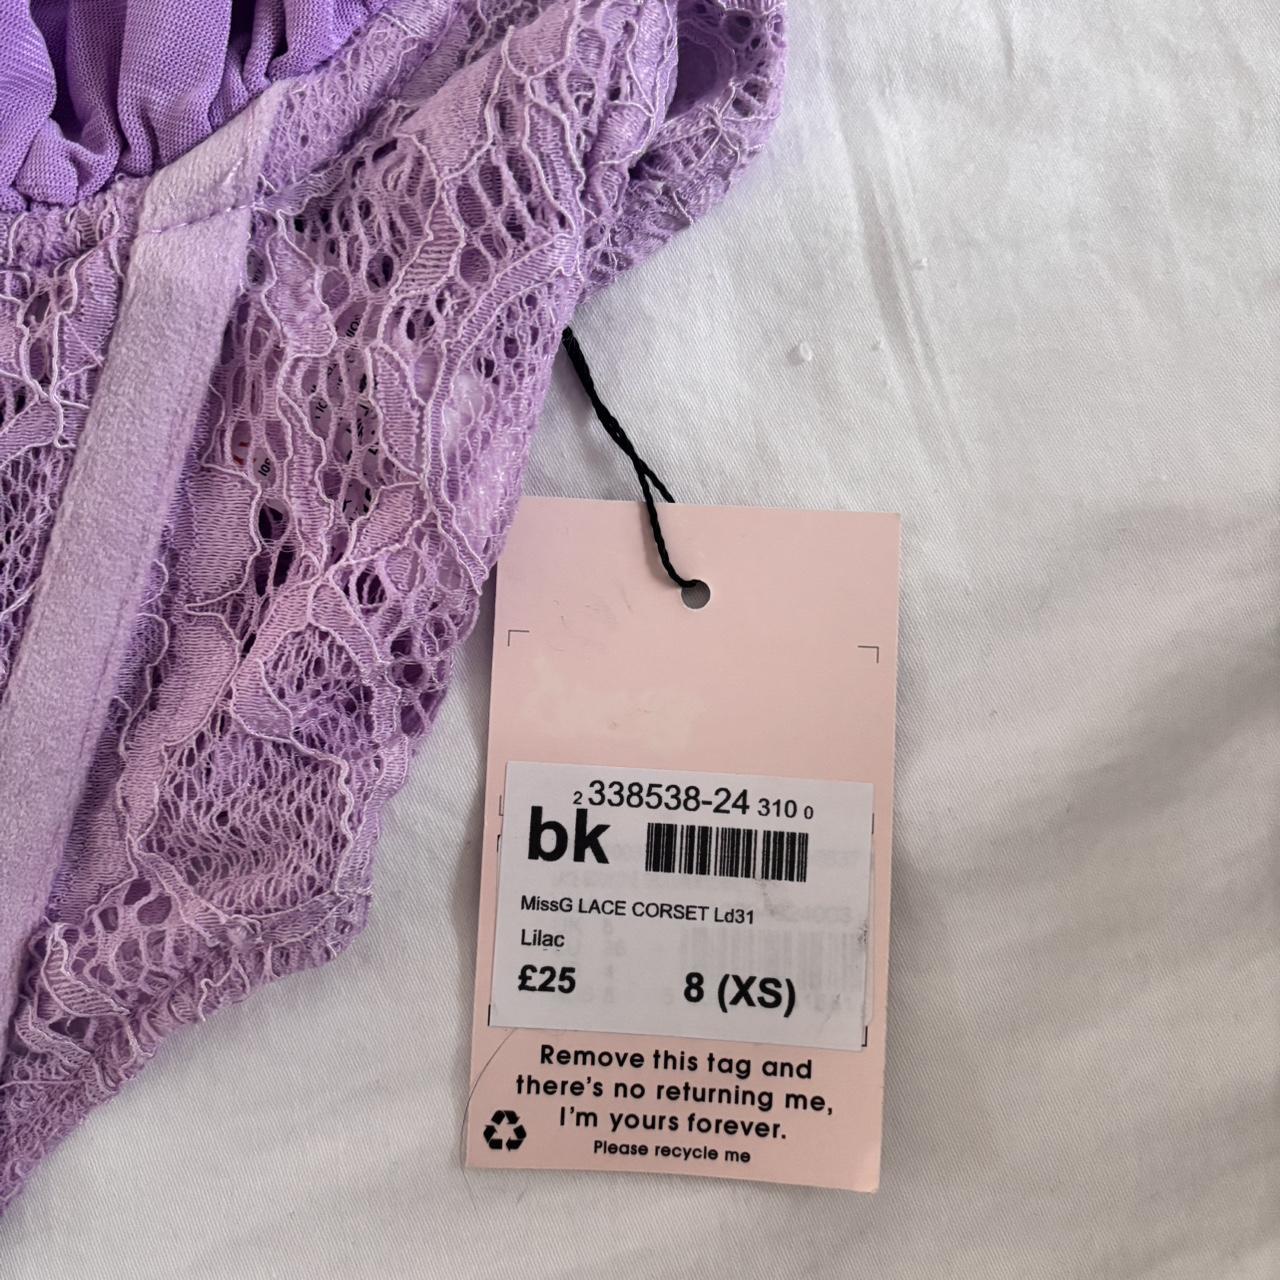 2 338538-24 310 0
bk
MissG LACE CORSET Ld31
Lilac
£25 8 (XS)
Remove this tag and
there's no returning me,
I'm yours forever.
Please recycle me